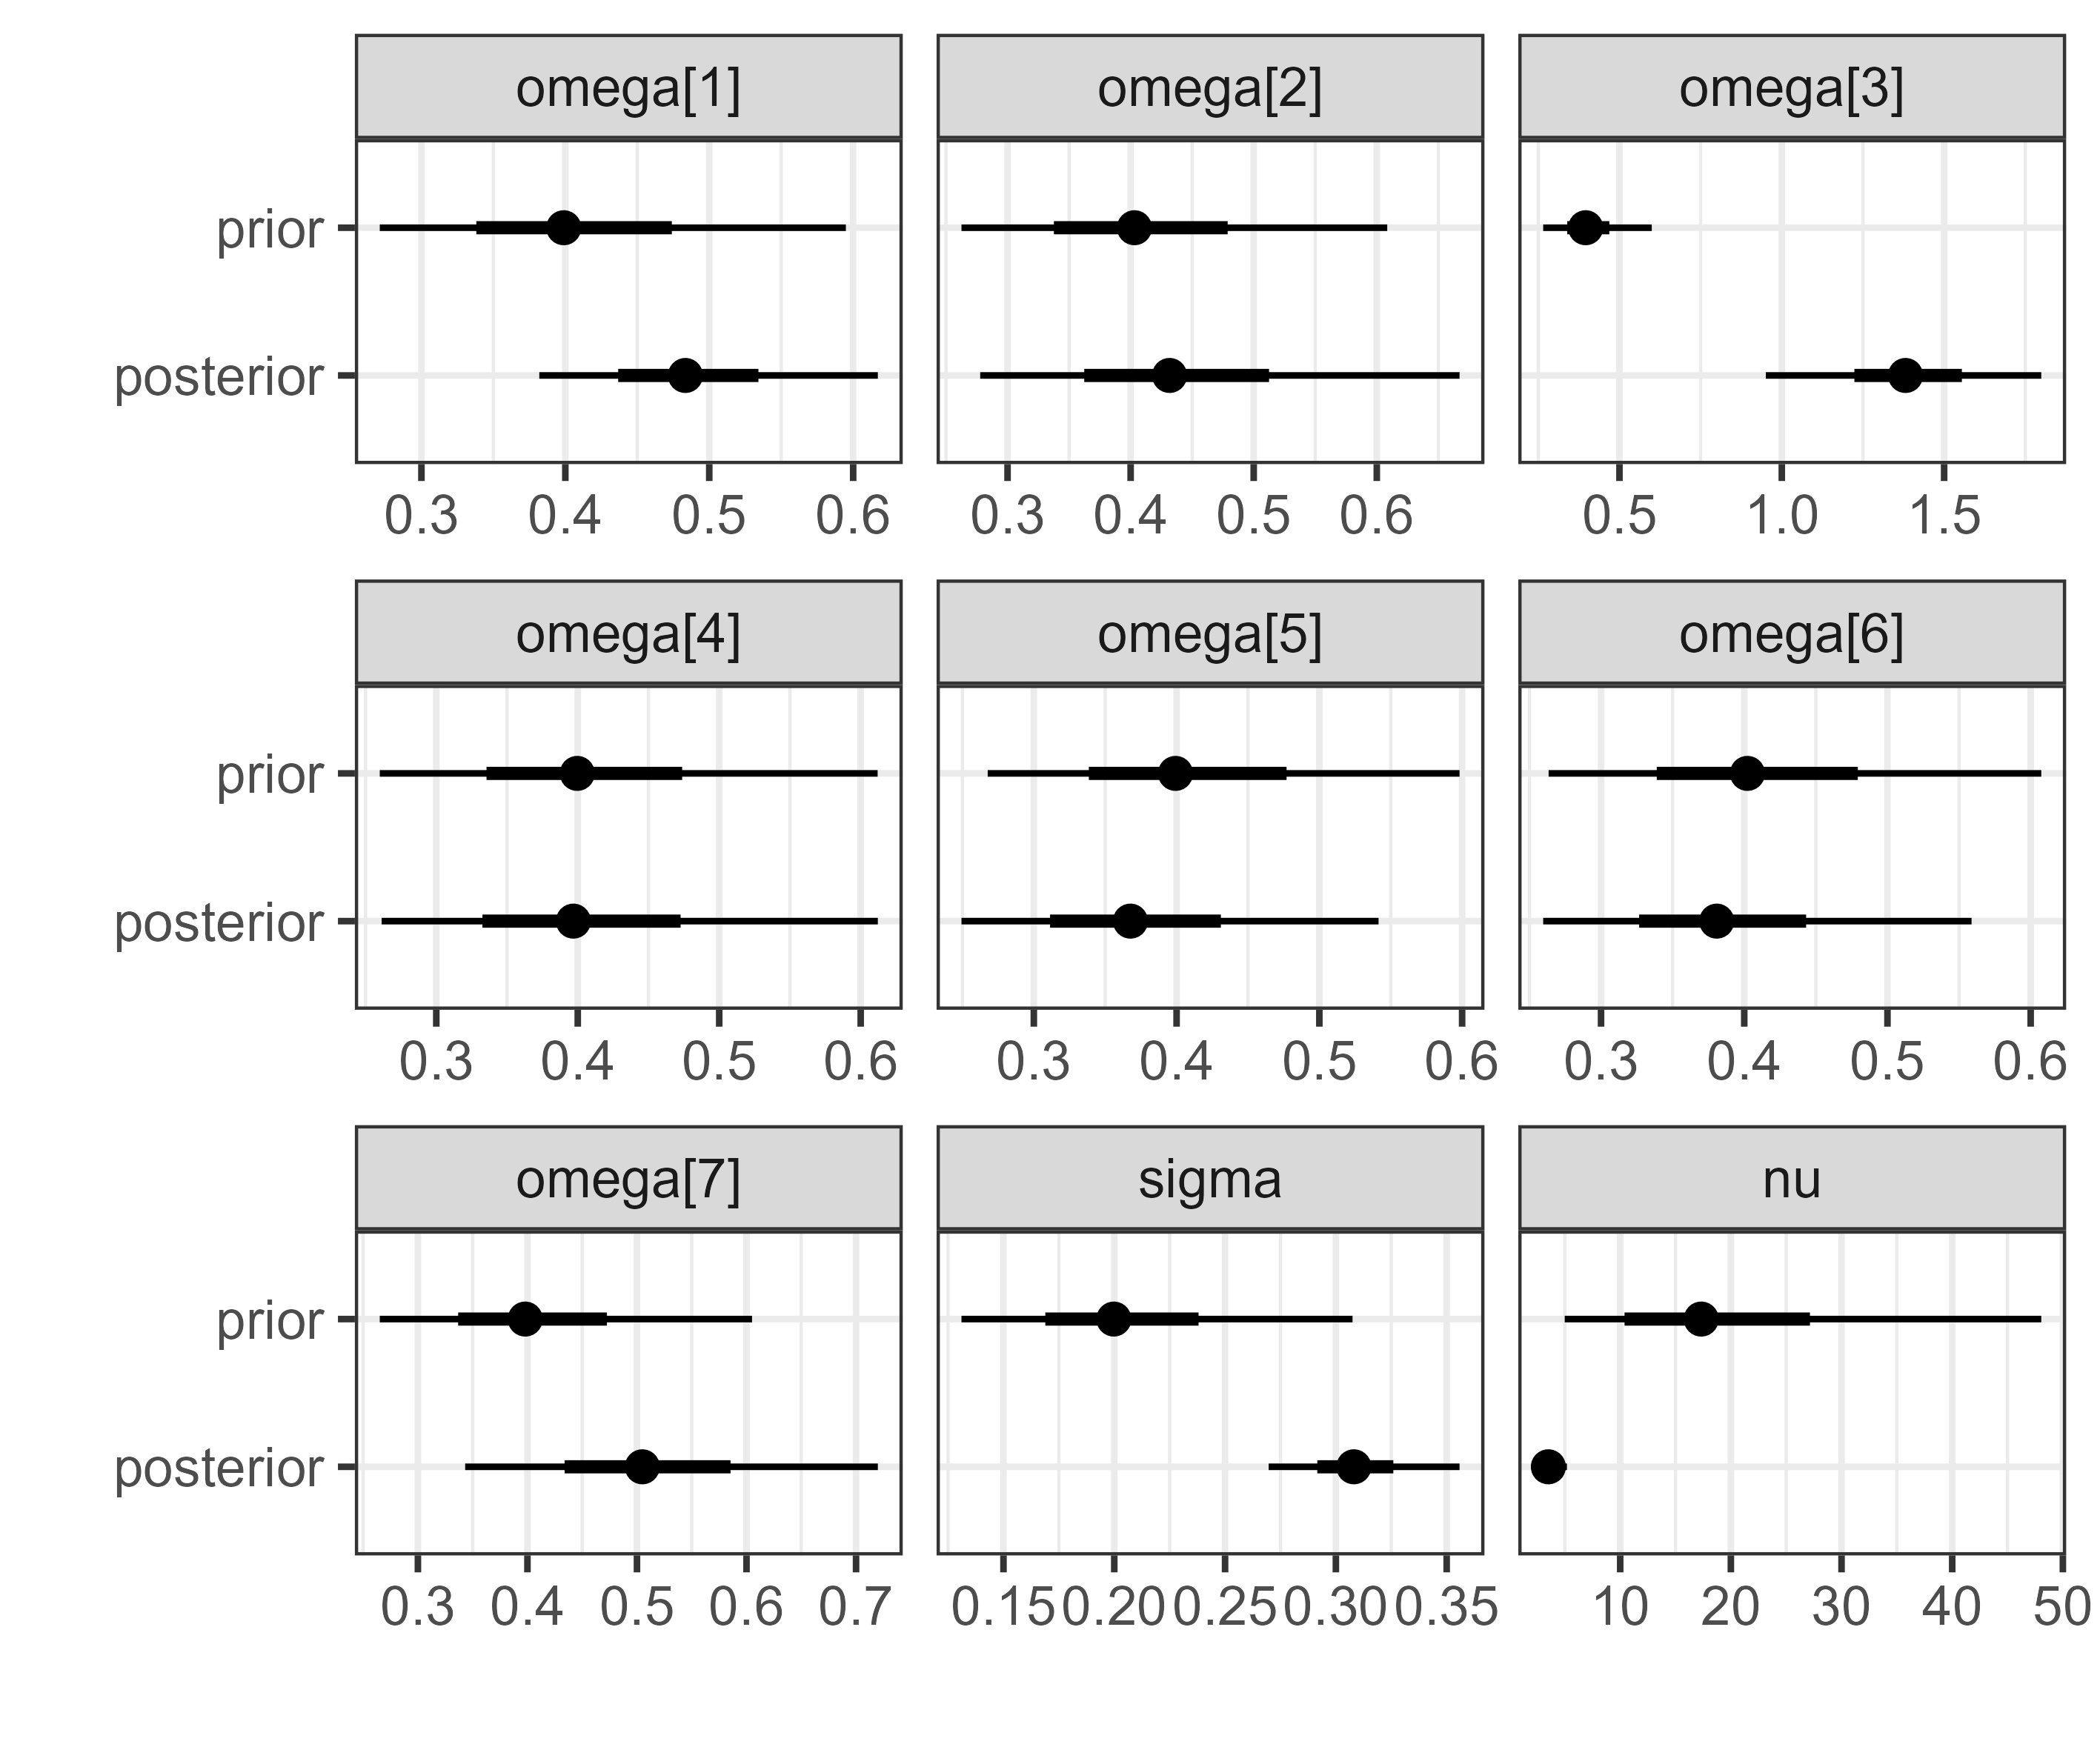 omega[1] omega[2] omega[3]
prior
posterior
0.3 0.4 0.5 0.6 0.3 0.4 0.5 0.6 0.5 1.0 1.5
omega[4] omega[5] omega[6]
prior
posterior
0.3 0.4 0.5 0.6 0.3 0.4 0.5 0.6 0.3 0.4 0.5 0.6
omega[7] sigma nu
prior
posterior
0.3 0.4 0.5 0.6 0.7 0.15 0.20 0.25 0.30 0.35 10 20 30 40 50